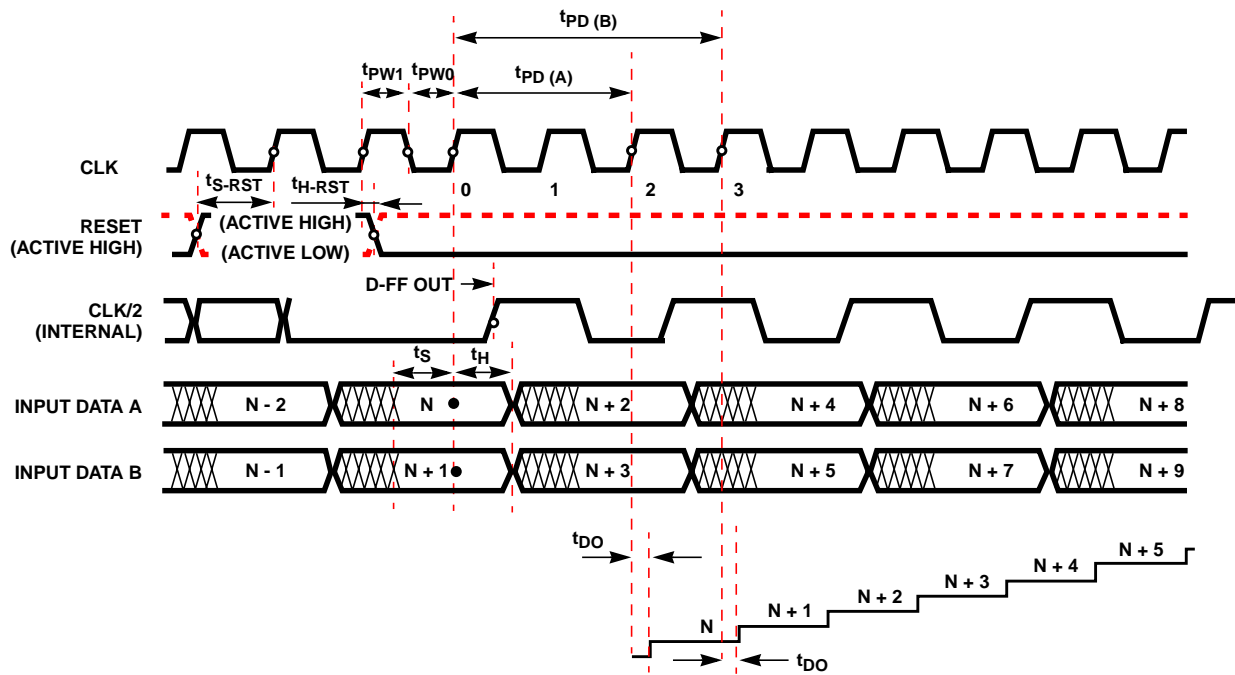 tPD (B)
tPW1 tPW0 tPD (A)
CLK
0 1 2 3
tS-RST tH-RST
RESET
(ACTIVE HIGH)
(ACTIVE HIGH)
(ACTIVE LOW)
D-FF OUT
CLK/2
(INTERNAL)
tS tH
INPUT DATA A
N - 2 N N + 2 N + 4 N + 6 N + 8
INPUT DATA B
N - 1 N + 1 N + 3 N + 5 N + 7 N + 9
tDO
N N + 1 N + 2 N + 3 N + 4 N + 5
tDO